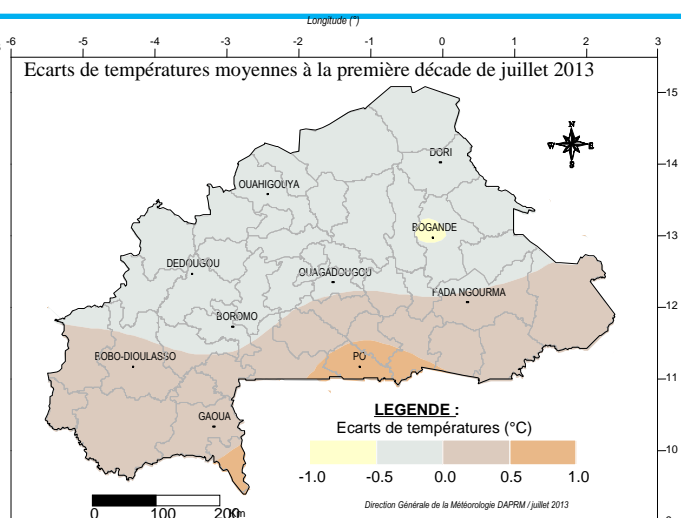 Longitude (°)
-6 -5 -4 -3 -2 -1 0 1 2 3
Ecarts de températures moyennes à la première décade de juillet 2013
15
N
W E
S
DORI
14
OUAHIGOUYA
BOGANDE
13
DEDOUGOU
OUAGADOUGOU
FADA NGOURMA
12
BOROMO
BOBO-DIOULASSO
PO
11
LEGENDE :
GAOUA
Ecarts de températures (°C)
10
-1.0 -0.5 0.0 0.5 1.0
Direction Générale de la Météorologie DAPRM / juillet 2013
0 100 200 Km